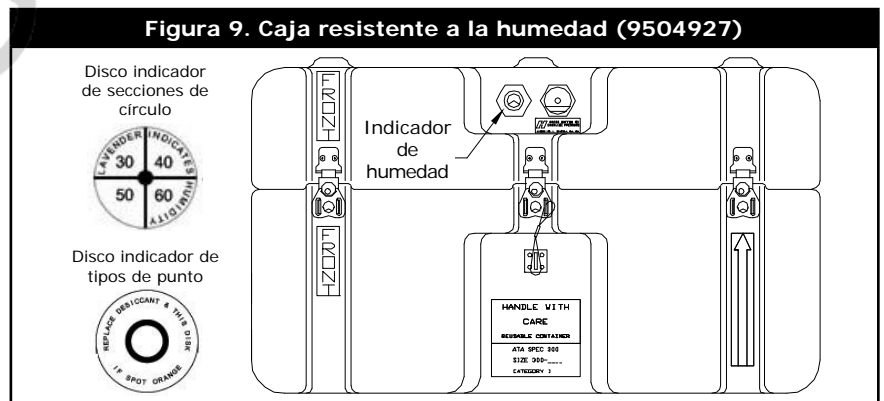 Figura 9. Caja resistente a la humedad (9504927)
Disco indicador
de secciones de
círculo
LAVENDER INDICATES HUMIDITY
30 40
50 60
Disco indicador de
tipos de punto
REPLACE DESICCANT & THIS DISK
IF SPOT ORANGE
FRONT
Indicador
de
humedad
FRONT
HANDLE WITH
CARE
REUSABLE CONTAINER
ATA SPEC 300
SIZE 300-____
CATEGORY I